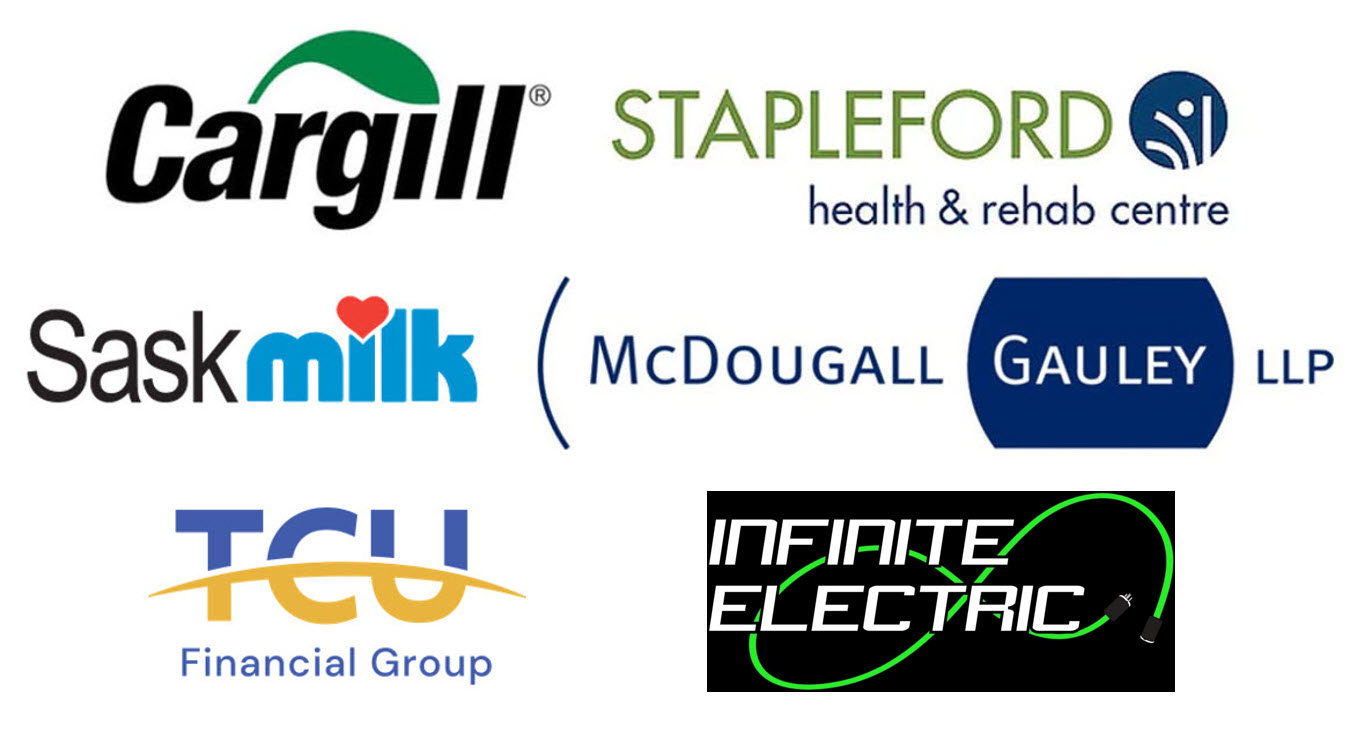 Cargill®
STAPLEFORD
health & rehab centre
Saskmilk
McDOUGALL GAULEY LLP
TCU
Financial Group
INFINITE
ELECTRIC